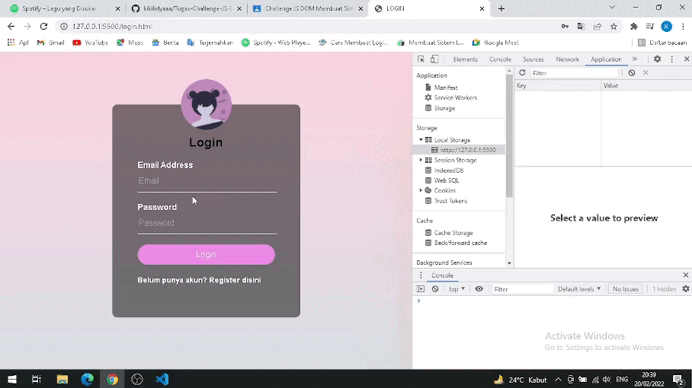 Spotify – Lagu yang Disukai
Tugas-Challenge-JS-D
Challenge JS DOM Membuat Sist
LOGIN
127.0.0.1:5500/login.html
Apl
Gmail
YouTube
Maps
Berita
Terjemahkan
Spotify - Web Playe...
Cara Membuat Logi...
Membuat Sistem L...
Google Meet
Daftar Bacaan
Elements
Console
Sources
Network
Application
Application
Manifest
Service Workers
Storage
Storage
Local Storage
http://127.0.0.1:5500
Session Storage
IndexedDB
Web SQL
Cookies
Trust Tokens
Cache
Cache Storage
Back/forward cache
Background Services
Filter
Key
Value
Select a value to preview
Console
top
Filter
Default levels
No Issues
1 hidden
Login
Email Address
Email
Password
Password
Login
Belum punya akun? Register disini
Activate Windows
Go to Settings to activate Windows.
24°C Kabut
20:39
20/02/2022